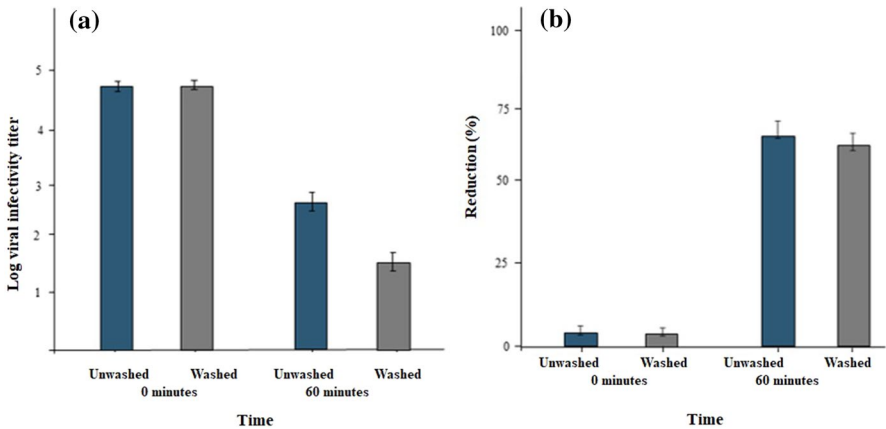 (a)
Log viral infectivity titer
5
4
3
2
1
Unwashed Washed Unwashed Washed
0 minutes 60 minutes
Time
(b)
Reduction (%)
100
75
50
25
0
Unwashed Washed Unwashed Washed
0 minutes 60 minutes
Time